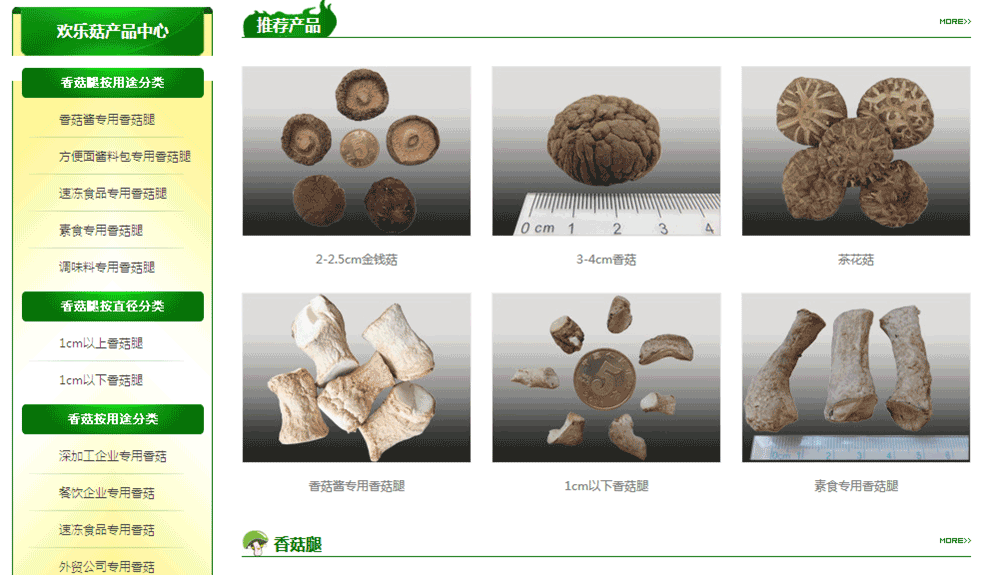 欢乐菇产品中心
香菇腿按用途分类
香菇酱专用香菇腿
方便面酱料包专用香菇腿
速冻食品专用香菇腿
素食专用香菇腿
调味料专用香菇腿
香菇腿按直径分类
1cm以上香菇腿
1cm以下香菇腿
香菇按用途分类
深加工企业专用香菇
餐饮企业专用香菇
速冻食品专用香菇
外贸公司专用香菇
推荐产品
MORE>>
5
0 cm 1 2 3 4
2-2.5cm金钱菇
3-4cm香菇
茶花菇
5
0cm 1 2 3 4 5 6
香菇酱专用香菇腿
1cm以下香菇腿
素食专用香菇腿
香菇腿
MORE>>